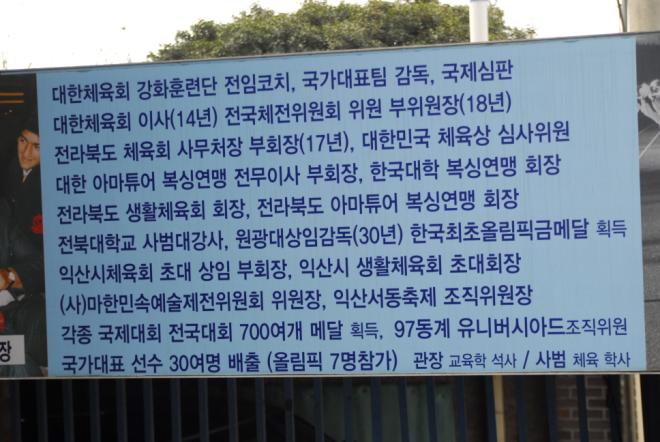 대한체육회 강화훈련단 전임코치, 국가대표팀 감독, 국제심판
대한체육회 이사(14년) 전국체전위원회 위원 부위원장(18년)
전라북도 체육회 사무처장 부회장(17년), 대한민국 체육상 심사위원
대한 아마튜어 복싱연맹 전무이사 부회장, 한국대학 복싱연맹 회장
전라북도 생활체육회 회장, 전라북도 아마튜어 복싱연맹 회장
전북대학교 사범대강사, 원광대상임감독(30년) 한국최초올림픽금메달 획득
익산시체육회 초대 상임 부회장, 익산시 생활체육회 초대회장
(사)마한민속예술제전위원회 위원장, 익산서동축제 조직위원장
각종 국제대회 전국대회 700여개 메달 획득, 97동계 유니버시아드조직위원
국가대표 선수 30여명 배출 (올림픽 7명참가) 관장 교육학 석사 / 사범 체육 학사
장